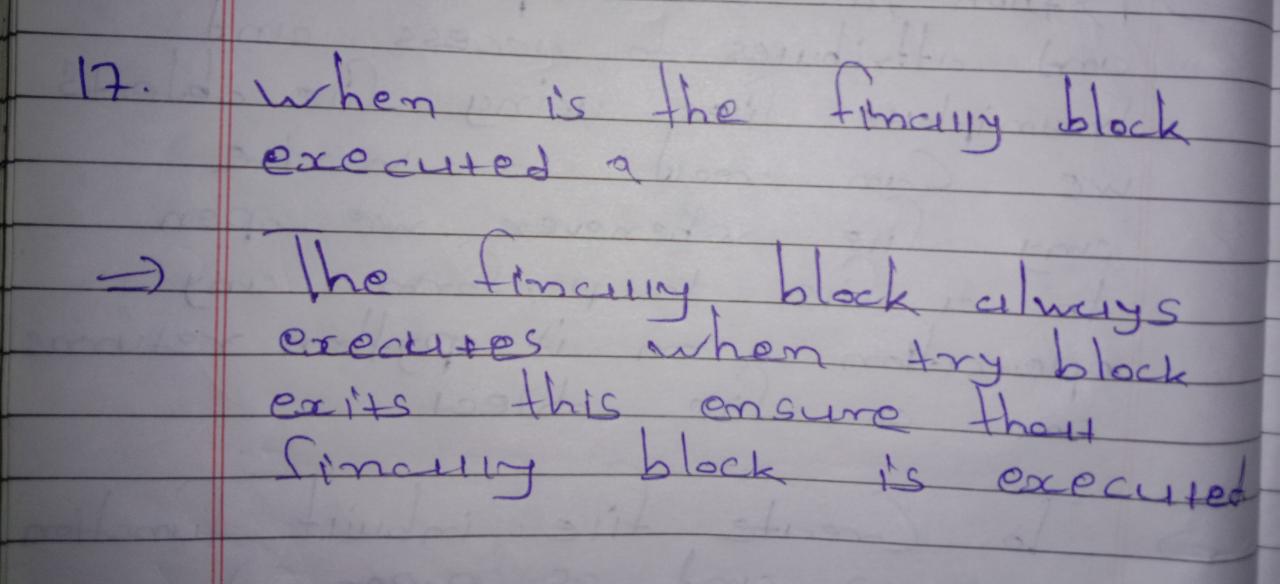 17. When is the finally block
executed ?
⇒ The finally block always
executes when try block
exits this ensure that
finally block is executed